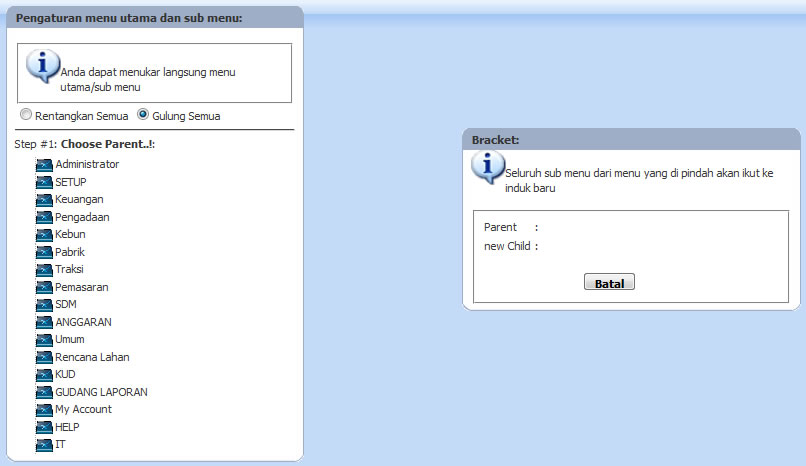 Pengaturan menu utama dan sub menu:
Anda dapat menukar langsung menu
utama/sub menu
Rentangkan Semua Gulung Semua
Step #1: Choose Parent..!:
Administrator
SETUP
Keuangan
Pengadaan
Kebun
Pabrik
Traksi
Pemasaran
SDM
ANGGARAN
Umum
Rencana Lahan
KUD
GUDANG LAPORAN
My Account
HELP
IT
Bracket:
Seluruh sub menu dari menu yang di pindah akan ikut ke
induk baru
Parent :
new Child :
Batal